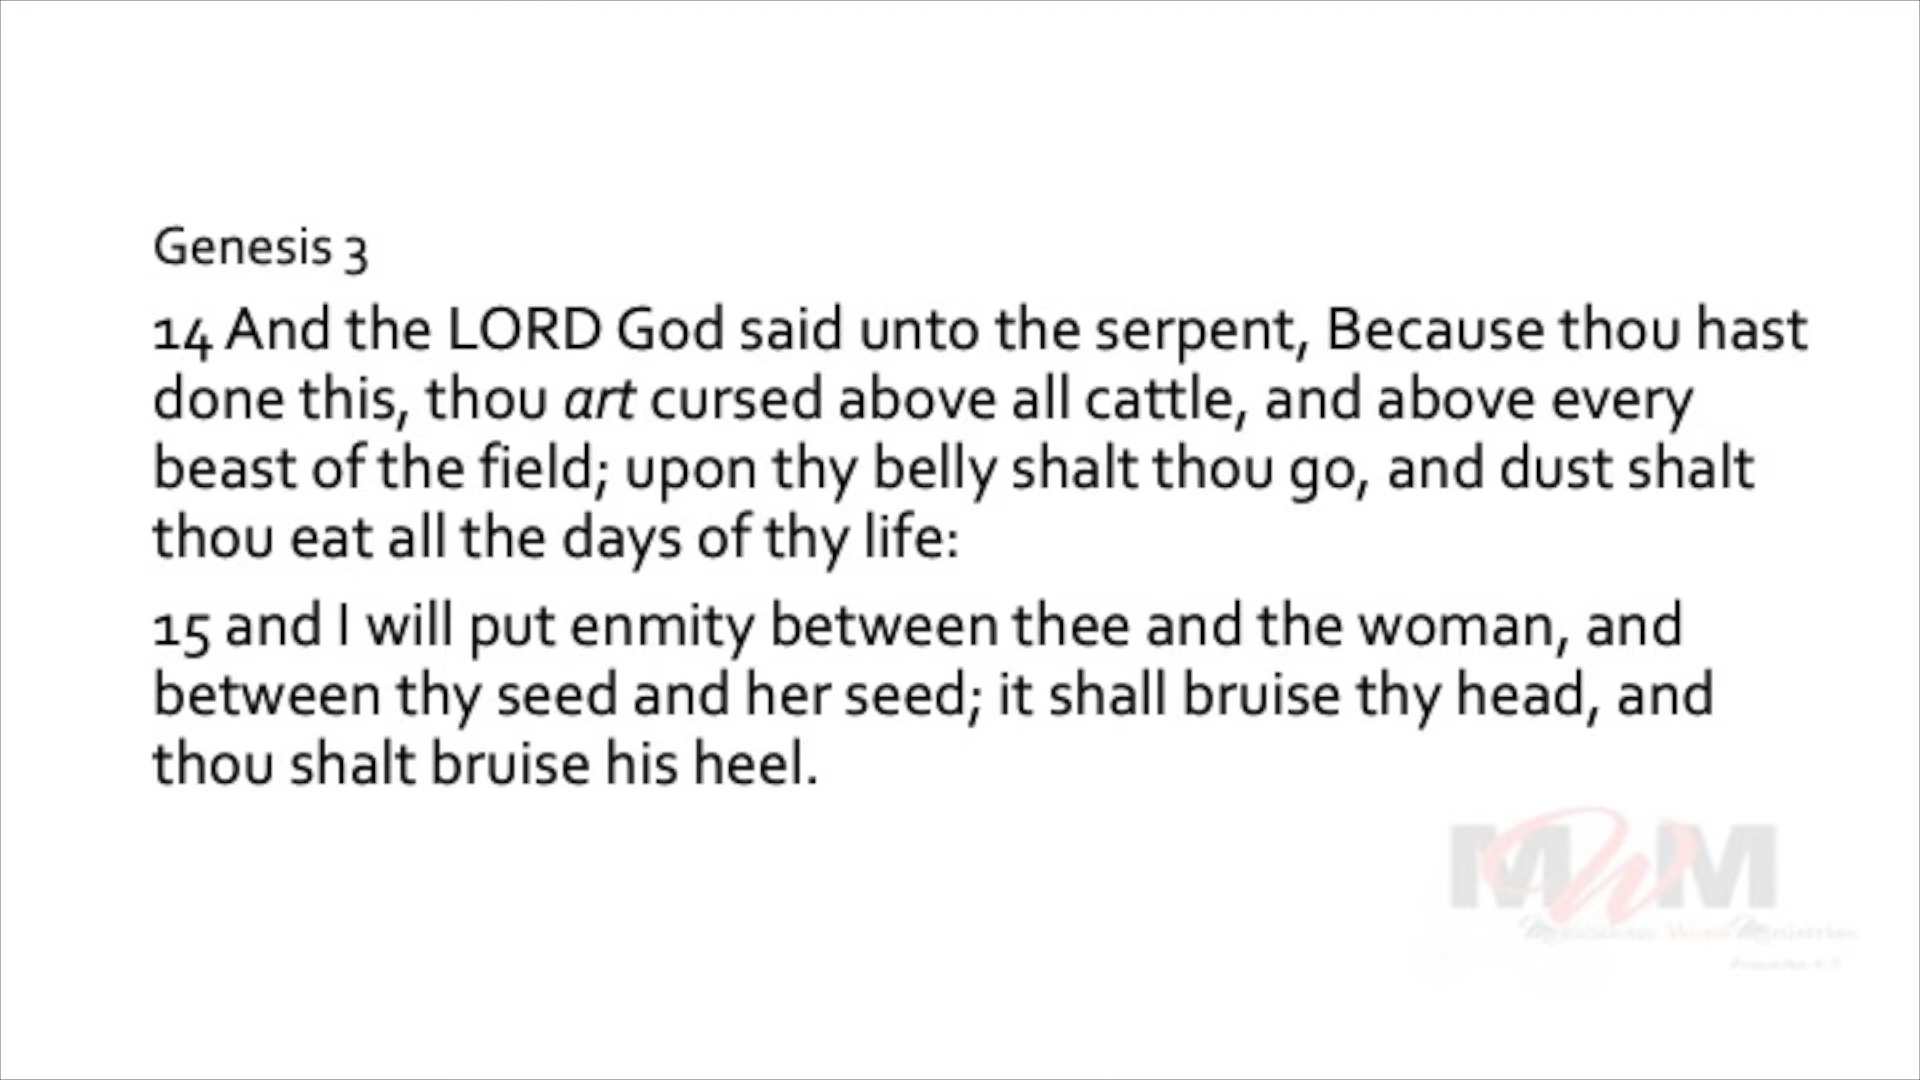 Genesis 3
14 And the LORD God said unto the serpent, Because thou hast
done this, thou art cursed above all cattle, and above every
beast of the field; upon thy belly shalt thou go, and dust shalt
thou eat all the days of thy life:
15 and I will put enmity between thee and the woman, and
between thy seed and her seed; it shall bruise thy head, and
thou shalt bruise his heel.
MWM
Word Ministries